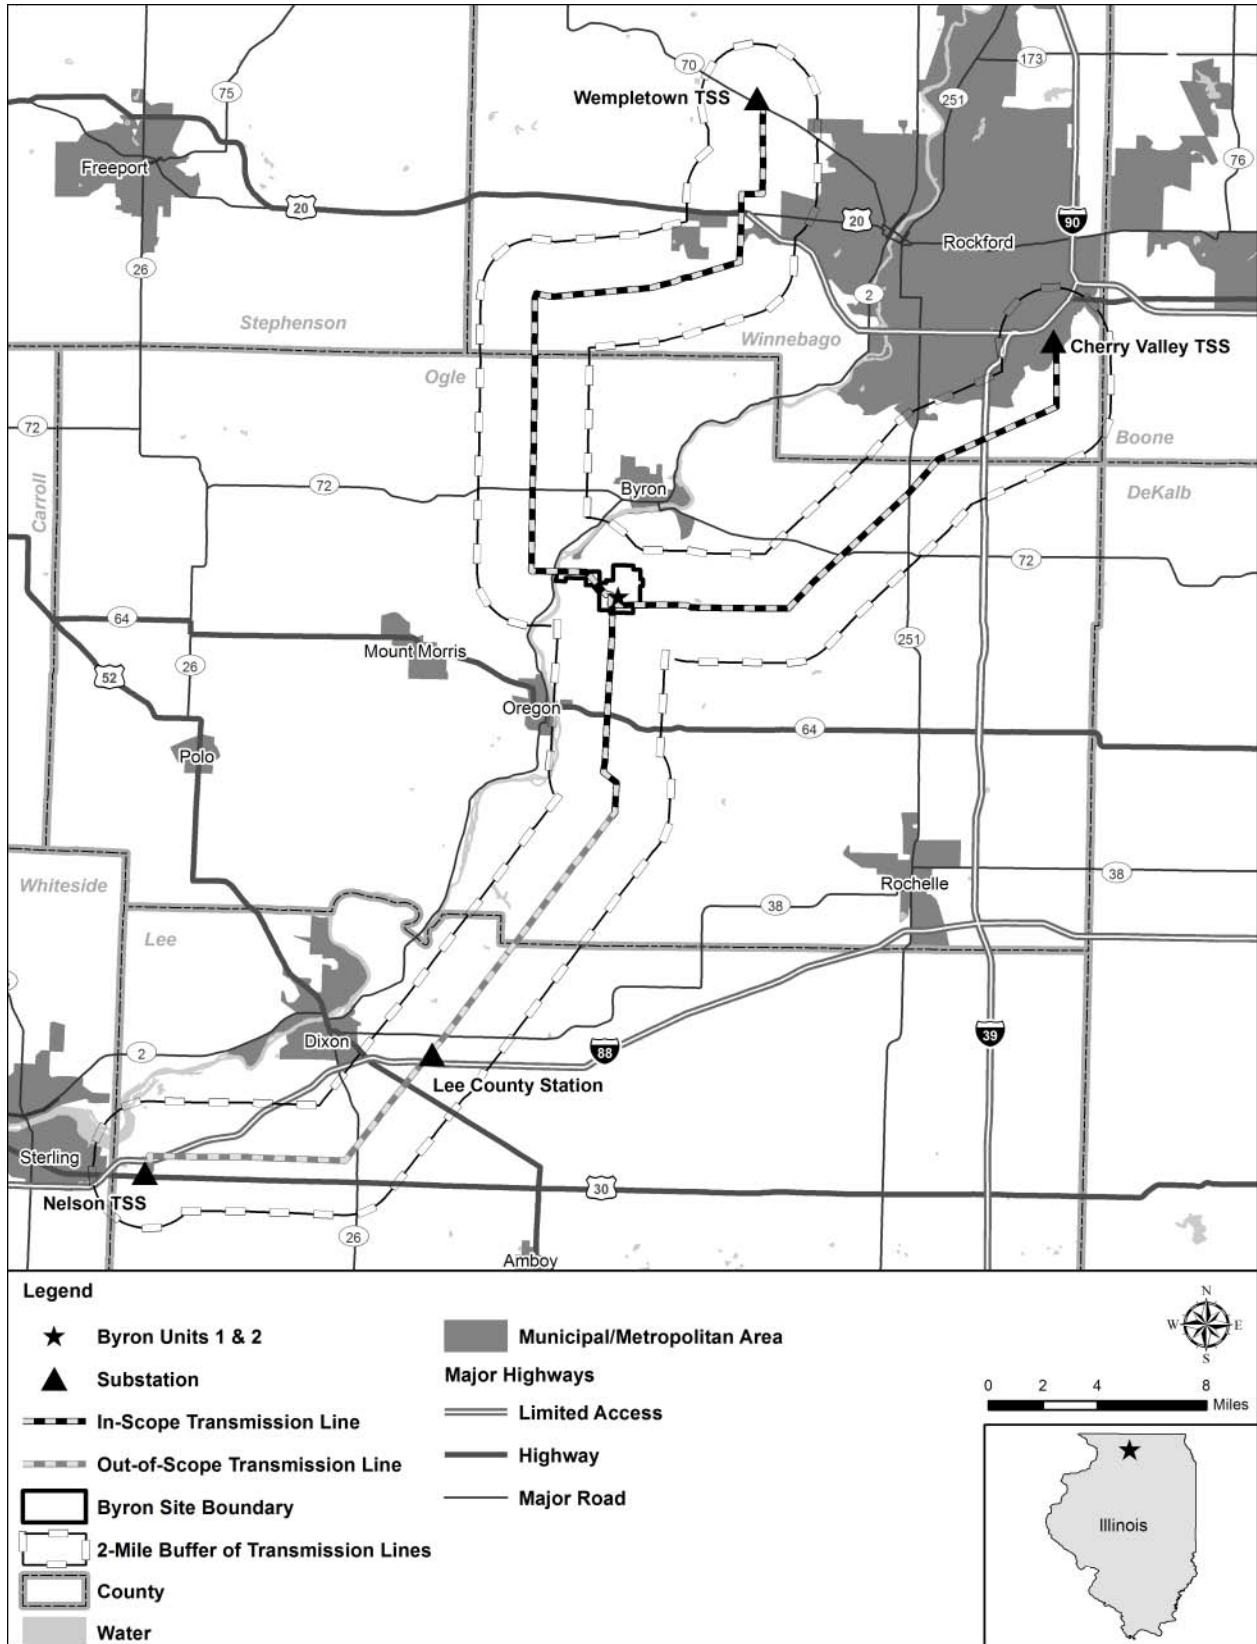 70
173
75
251
Wempletown TSS
Freeport
76
20
20
90
Rockford
26
2
Stephenson
Winnebago
Cherry Valley TSS
Ogle
72
Boone
Carroll
72
Byron
DeKalb
72
64
251
26
Mount Morris
52
Oregon
64
Polo
38
Whiteside
Rochelle
38
Lee
39
Dixon
2
88
Lee County Station
Sterling
30
Nelson TSS
26
Amboy
Legend
Byron Units 1 & 2
Substation
In-Scope Transmission Line
Out-of-Scope Transmission Line
Byron Site Boundary
2-Mile Buffer of Transmission Lines
County
Water
Municipal/Metropolitan Area
Major Highways
Limited Access
Highway
Major Road
N
W E
S
0 2 4 8
Miles
Illinois